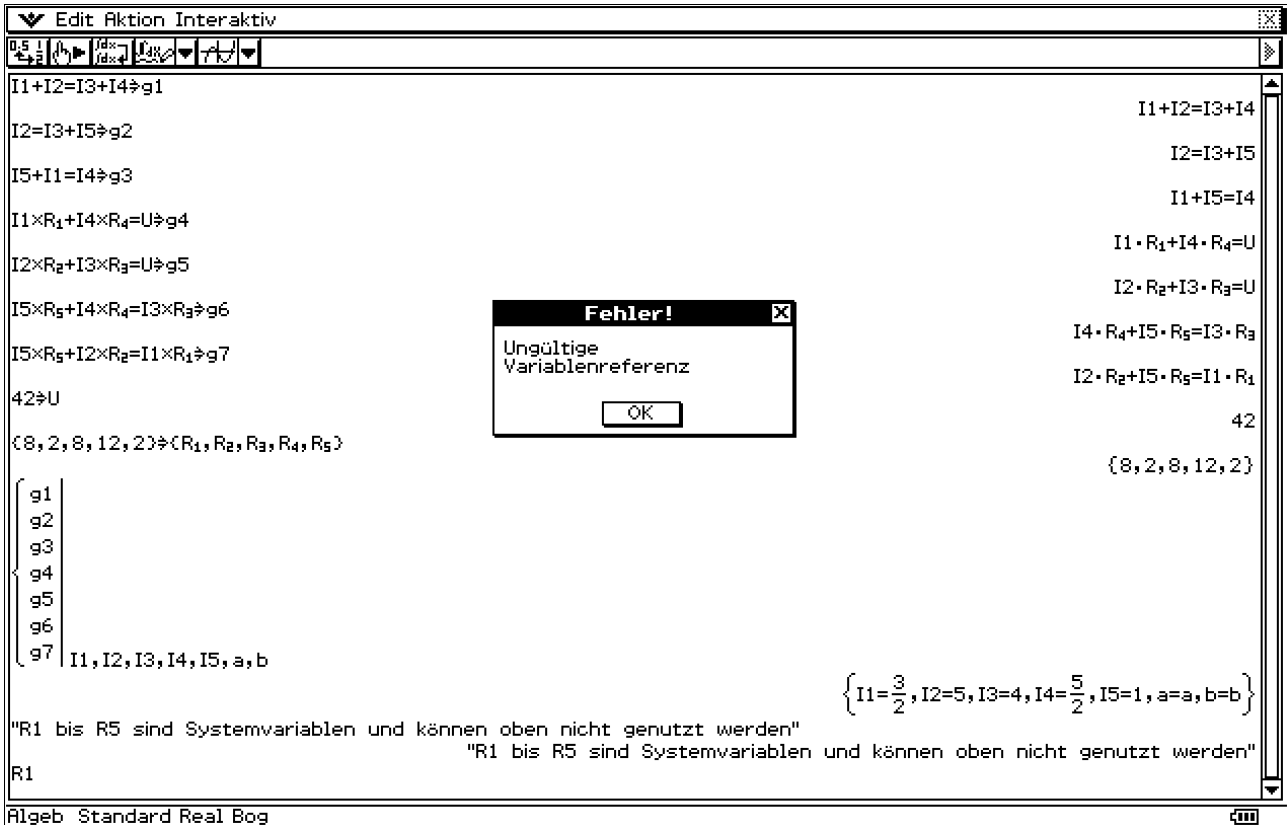 Edit Aktion Interaktiv
I1+I2=I3+I4⇒g1
I1+I2=I3+I4
I2=I3+I5⇒g2
I2=I3+I5
I5+I1=I4⇒g3
I1+I5=I4
I1×R₁+I4×R₄=U⇒g4
I1·R₁+I4·R₄=U
I2×R₂+I3×R₃=U⇒g5
I2·R₂+I3·R₃=U
I5×R₅+I4×R₄=I3×R₃⇒g6
I4·R₄+I5·R₅=I3·R₃
I5×R₅+I2×R₂=I1×R₁⇒g7
I2·R₂+I5·R₅=I1·R₁
42⇒U
42
{8,2,8,12,2}⇒{R₁,R₂,R₃,R₄,R₅}
{8,2,8,12,2}
g1
g2
g3
g4
g5
g6
g7
I1,I2,I3,I4,I5,a,b
{I1=3/2,I2=5,I3=4,I4=5/2,I5=1,a=a,b=b}
"R1 bis R5 sind Systemvariablen und können oben nicht genutzt werden"
"R1 bis R5 sind Systemvariablen und können oben nicht genutzt werden"
R1
Fehler!
Ungültige
Variablenreferenz
OK
Algeb Standard Real Bog